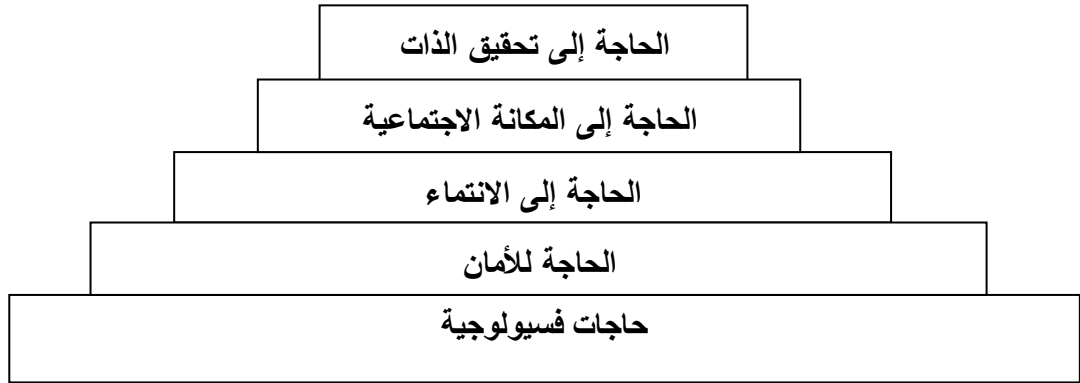 الحاجة إلى تحقيق الذات
الحاجة إلى المكانة الاجتماعية
الحاجة إلى الانتماء
الحاجة للأمان
حاجات فسيولوجية